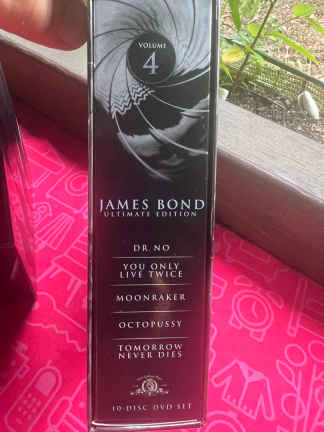 VOLUME
4
JAMES BOND
ULTIMATE EDITION
DR. NO
YOU ONLY
LIVE TWICE
MOONRAKER
OCTOPUSSY
TOMORROW
NEVER DIES
10-DISC DVD SET